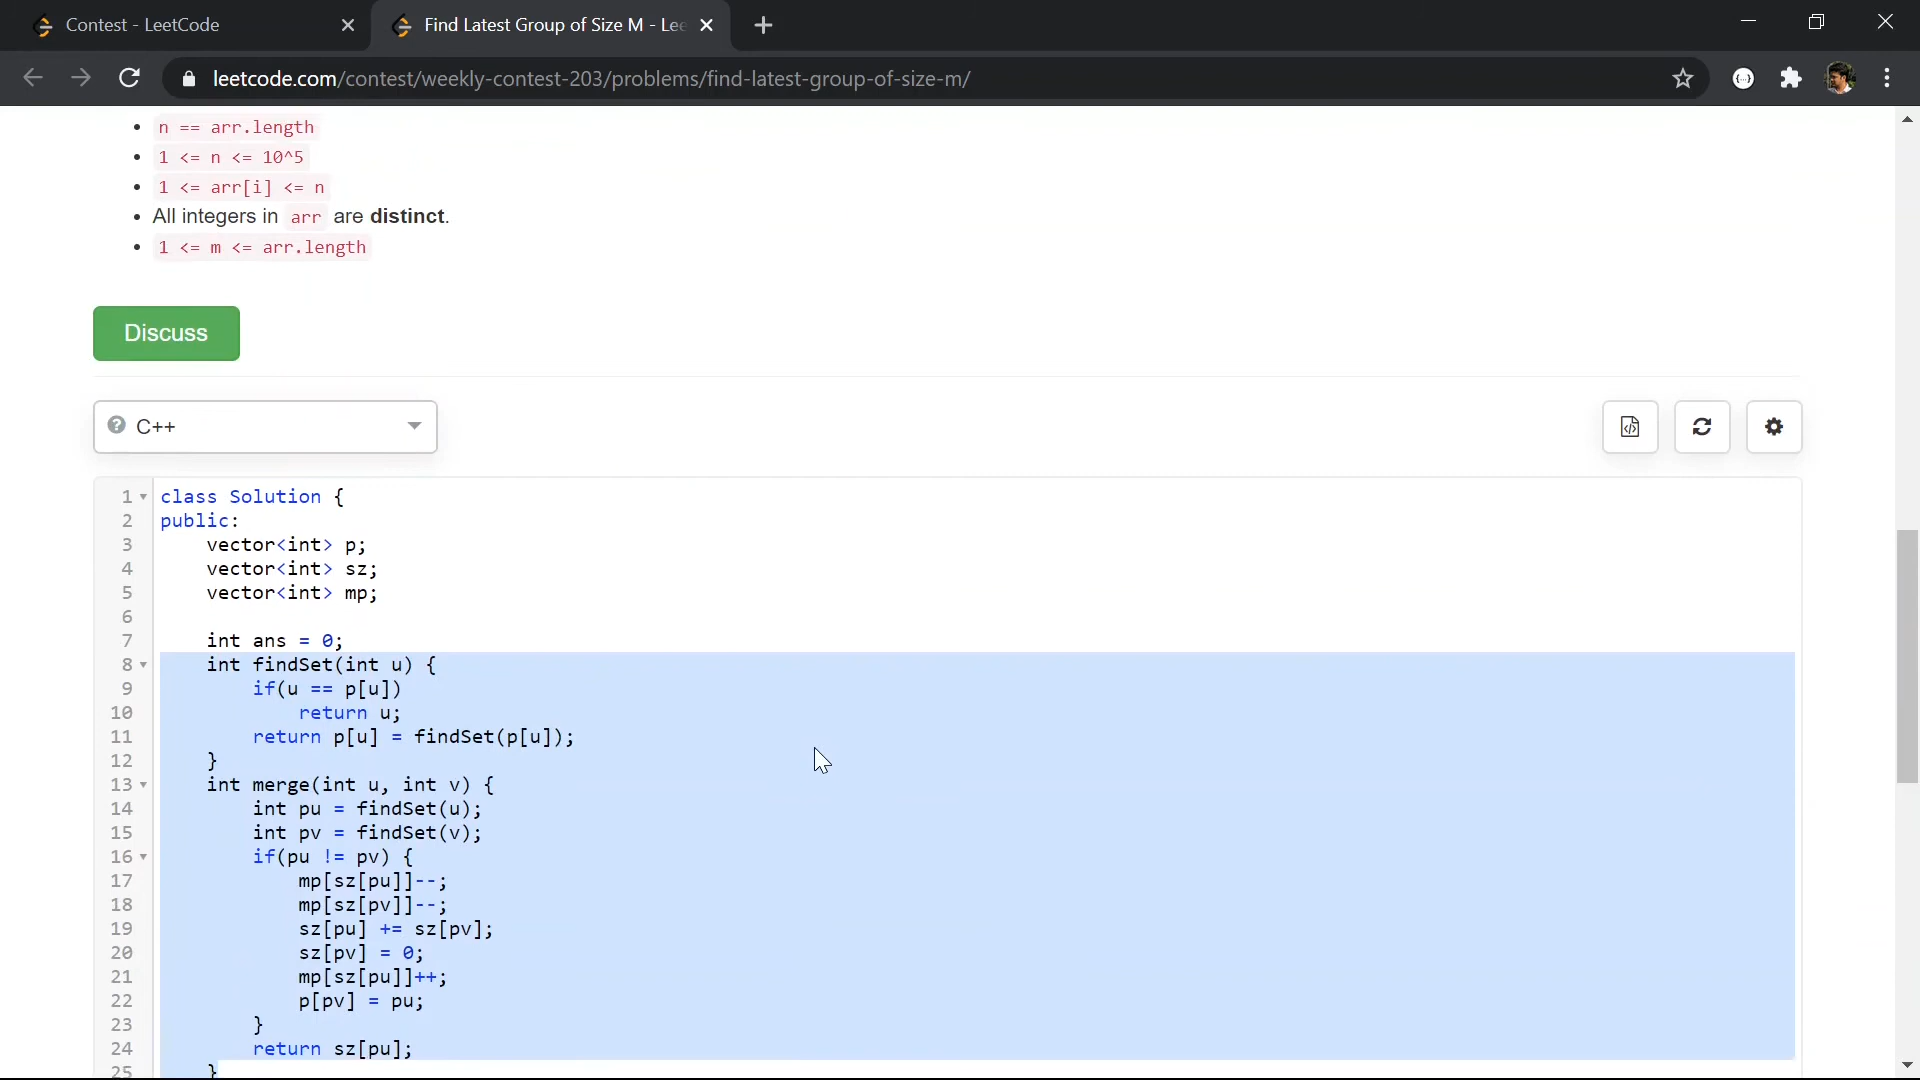 Contest - LeetCode
Find Latest Group of Size M - Lee
leetcode.com/contest/weekly-contest-203/problems/find-latest-group-of-size-m/
n == arr.length
1 <= n <= 10^5
1 <= arr[i] <= n
All integers in arr are distinct.
1 <= m <= arr.length
Discuss
C++
1 class Solution {
2 public:
3 vector<int> p;
4 vector<int> sz;
5 vector<int> mp;
6
7 int ans = 0;
8 int findSet(int u) {
9 if(u == p[u])
10 return u;
11 return p[u] = findSet(p[u]);
12 }
13 int merge(int u, int v) {
14 int pu = findSet(u);
15 int pv = findSet(v);
16 if(pu != pv) {
17 mp[sz[pu]]--;
18 mp[sz[pv]]--;
19 sz[pu] += sz[pv];
20 sz[pv] = 0;
21 mp[sz[pu]]++;
22 p[pv] = pu;
23 }
24 return sz[pu];
25 }